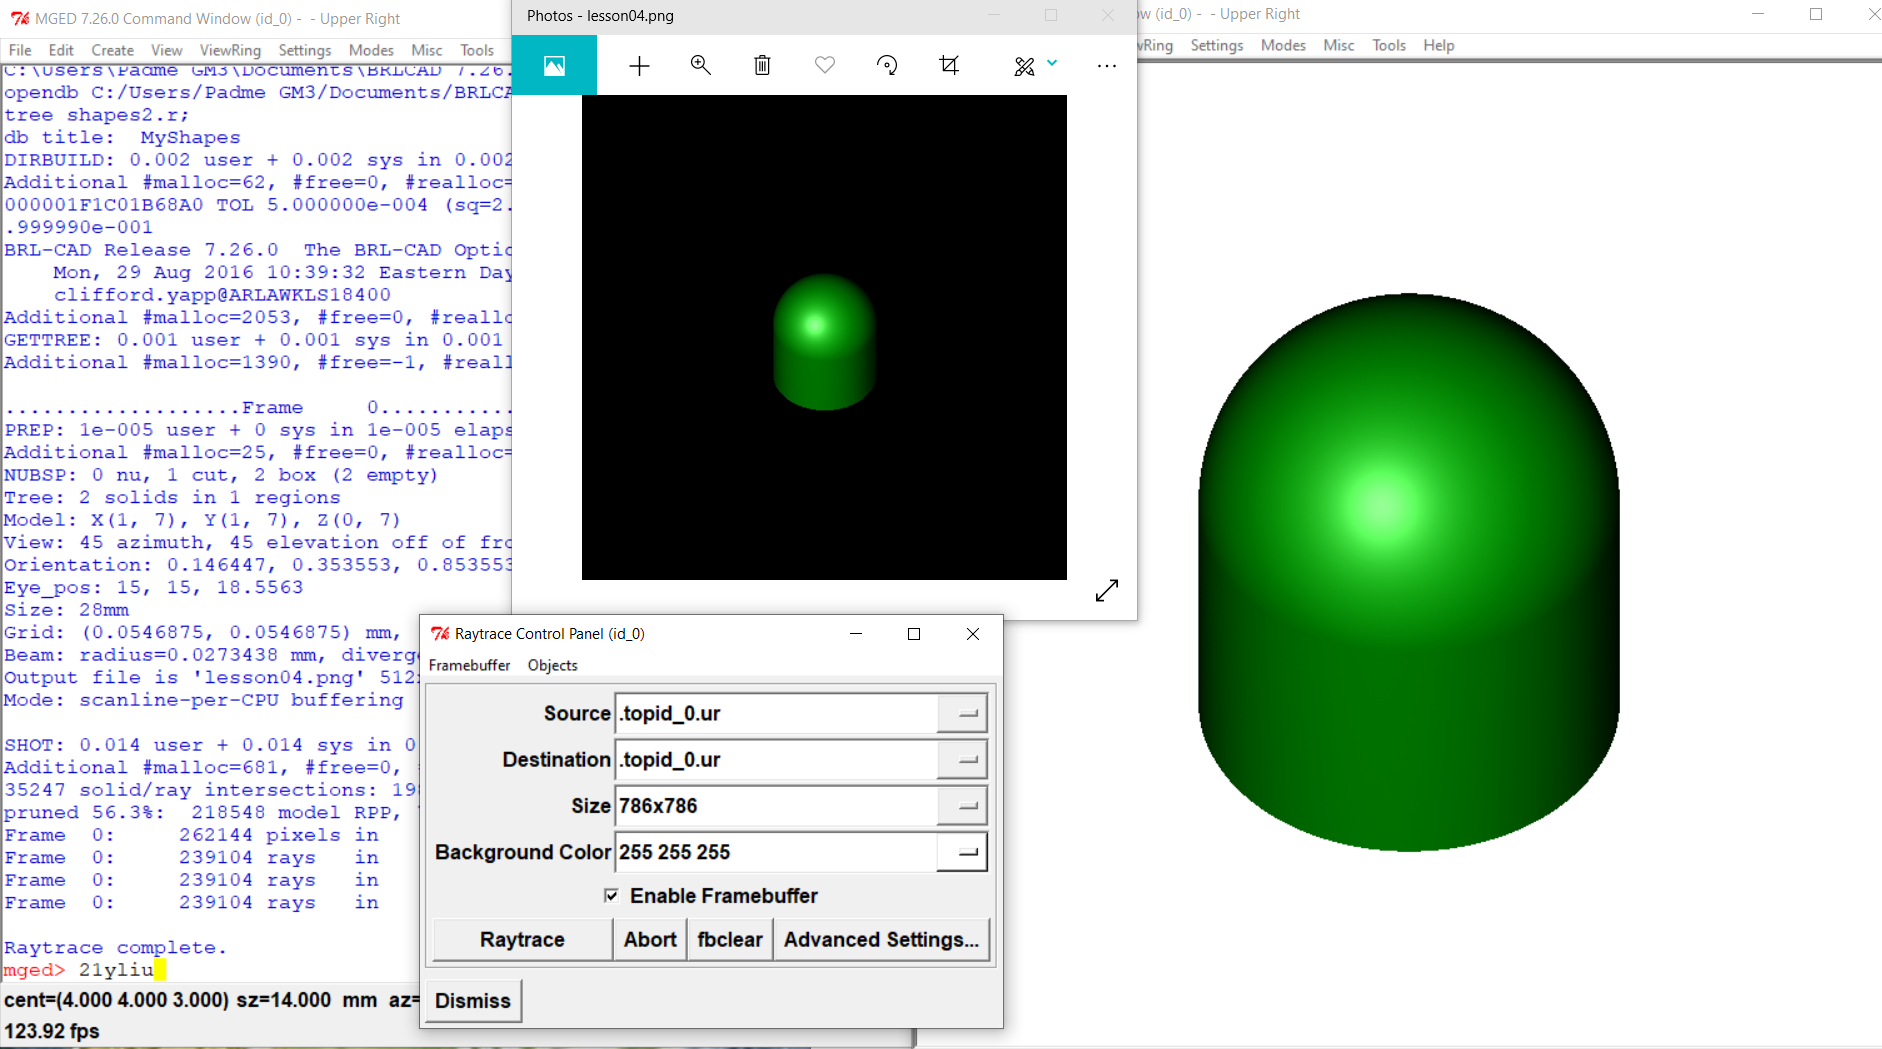 MGED 7.26.0 Command Window (id_0) - - Upper Right
File Edit Create View ViewRing Settings Modes Misc Tools
C:\Users\Padme GM3\Documents\BRLCAD 7.26.
opendb C:/Users/Padme GM3/Documents/BRLCA
tree shapes2.r;
db title:  MyShapes
DIRBUILD: 0.002 user + 0.002 sys in 0.002
Additional #malloc=62, #free=0, #realloc=
000001F1C01B68A0 TOL 5.000000e-004 (sq=2.
.999990e-001
BRL-CAD Release 7.26.0  The BRL-CAD Optic
Mon, 29 Aug 2016 10:39:32 Eastern Day
clifford.yapp@ARLAWKLS18400
Additional #malloc=2053, #free=0, #reallo
GETTREE: 0.001 user + 0.001 sys in 0.001
Additional #malloc=1390, #free=-1, #reall
...................Frame     0............
PREP: 1e-005 user + 0 sys in 1e-005 elaps
Additional #malloc=25, #free=0, #realloc=
NUBSP: 0 nu, 1 cut, 2 box (2 empty)
Tree: 2 solids in 1 regions
Model: X(1, 7), Y(1, 7), Z(0, 7)
View: 45 azimuth, 45 elevation off of fro
Orientation: 0.146447, 0.353553, 0.853553
Eye_pos: 15, 15, 18.5563
Size: 28mm
Grid: (0.0546875, 0.0546875) mm,
Beam: radius=0.0273438 mm, diverge
Output file is 'lesson04.png' 512
Mode: scanline-per-CPU buffering
SHOT: 0.014 user + 0.014 sys in 0
Additional #malloc=681, #free=0,
35247 solid/ray intersections: 19
pruned 56.3%:  218548 model RPP,
Frame  0:     262144 pixels in
Frame  0:     239104 rays   in
Frame  0:     239104 rays   in
Frame  0:     239104 rays   in
Raytrace complete.
mged> 21yliu
cent=(4.000 4.000 3.000) sz=14.000  mm  az=
123.92 fps
Photos - lesson04.png
Raytrace Control Panel (id_0)
Framebuffer Objects
Source .topid_0.ur
Destination .topid_0.ur
Size 786x786
Background Color 255 255 255
Enable Framebuffer
Raytrace Abort fbclear Advanced Settings...
Dismiss
ow (id_0) - - Upper Right
wRing Settings Modes Misc Tools Help